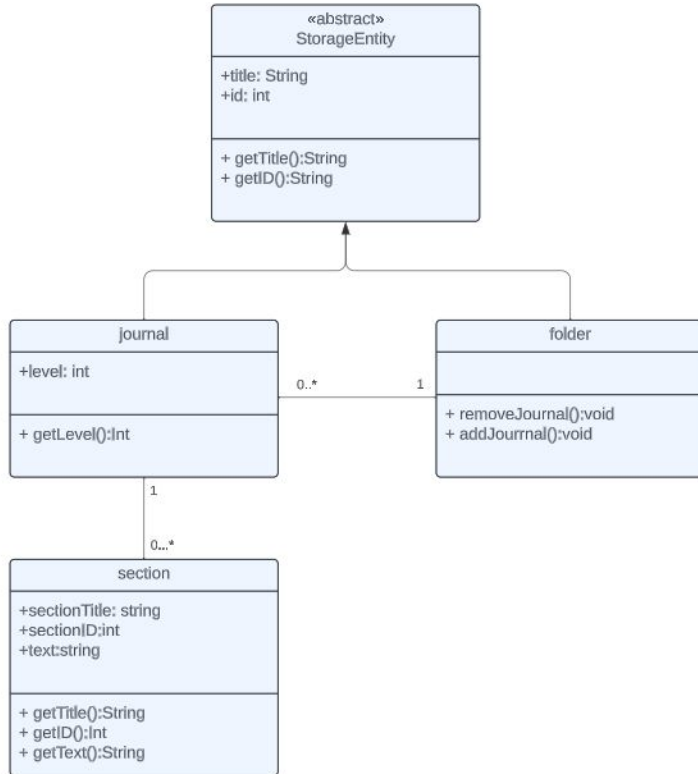 «abstract»
StorageEntity
+title: String
+id: int
+ getTitle():String
+ getID():String
journal
+level: int
+ getLevel():Int
0..*
1
folder
+ removeJournal():void
+ addJourrnal():void
1
0...*
section
+sectionTitle: string
+sectionID:int
+text:string
+ getTitle():String
+ getID():Int
+ getText():String